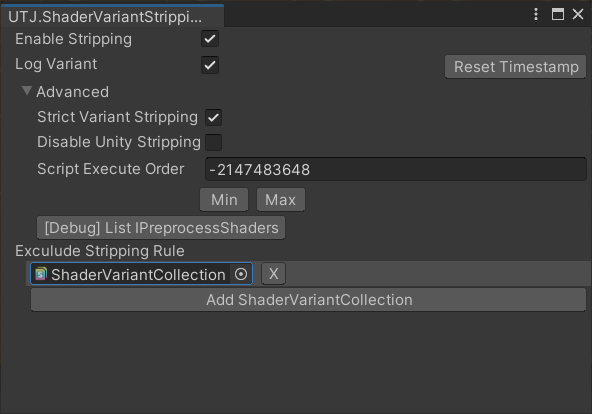 UTJ.ShaderVariantStrippi...
Enable Stripping
Log Variant
Reset Timestamp
Advanced
Strict Variant Stripping
Disable Unity Stripping
Script Execute Order
-2147483648
Min
Max
[Debug] List IPreprocessShaders
Exculude Stripping Rule
ShaderVariantCollection
X
Add ShaderVariantCollection